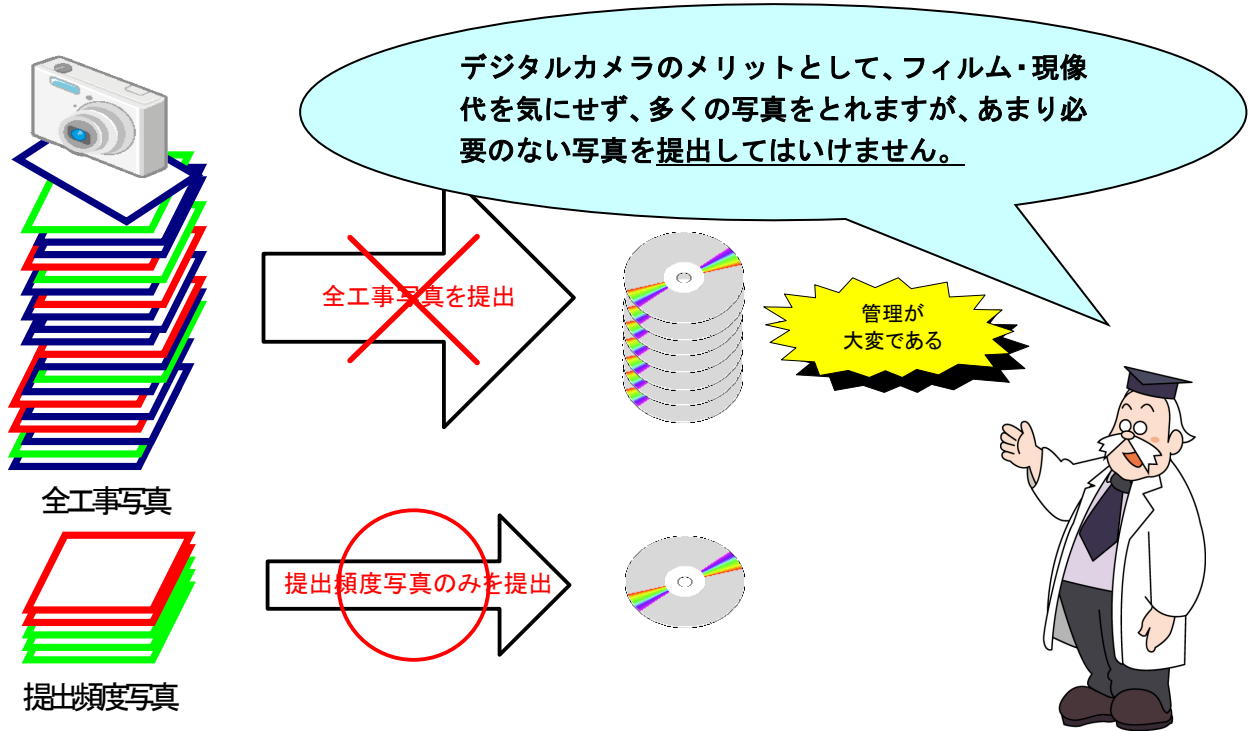 デジタルカメラのメリットとして、フィルム・現像
代を気にせず、多くの写真をとれますが、あまり必
要のない写真を提出してはいけません。
全工事写真を提出
管理が
大変である
全工事写真
提出頻度写真のみを提出
提出頻度写真